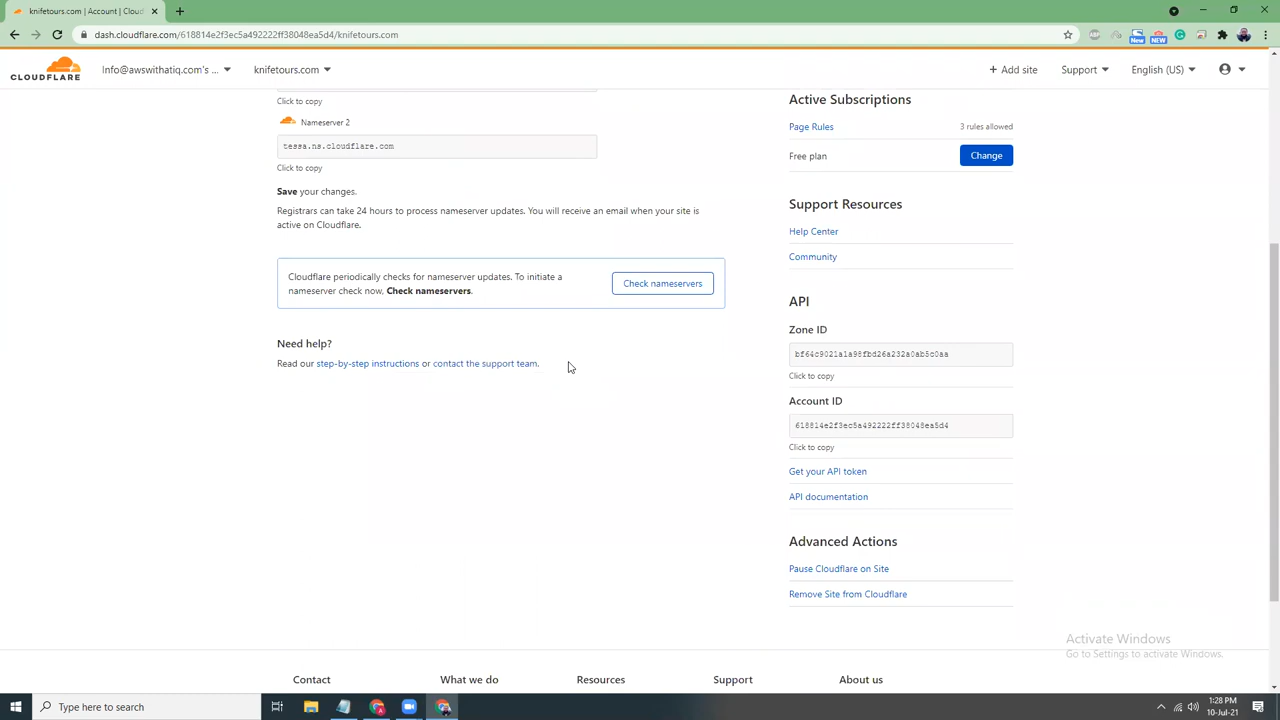 knifetours.com | Account | Cloud
dash.cloudflare.com/618814e2f3ec5a492222ff38048ea5d4/knifetours.com
New
NEW
CLOUDFLARE
Info@awswithatiq.com's ...
knifetours.com
+ Add site
Support
English (US)
Click to copy
Nameserver 2
tessa.ns.cloudflare.com
Click to copy
Save your changes.
Registrars can take 24 hours to process nameserver updates. You will receive an email when your site is
active on Cloudflare.
Cloudflare periodically checks for nameserver updates. To initiate a
nameserver check now, Check nameservers.
Check nameservers
Need help?
Read our step-by-step instructions or contact the support team.
Active Subscriptions
Page Rules
3 rules allowed
Free plan
Change
Support Resources
Help Center
Community
API
Zone ID
bf64c9021a1a98fbd26a232a0ab5c0aa
Click to copy
Account ID
618814e2f3ec5a492222ff38048ea5d4
Click to copy
Get your API token
API documentation
Advanced Actions
Pause Cloudflare on Site
Remove Site from Cloudflare
Activate Windows
Go to Settings to activate Windows.
Contact
What we do
Resources
Support
About us
Type here to search
1:28 PM
10-Jul-21